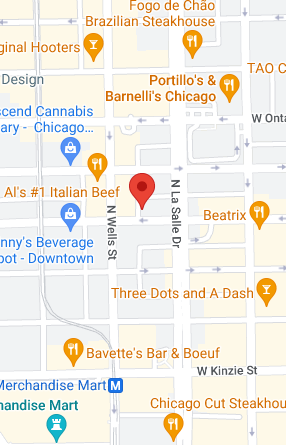 Fogo de Chão
Brazilian Steakhouse
ginal Hooters
TAO C
Design
Portillo's &
Barnelli's Chicago
scend Cannabis
ary - Chicago...
W Onta
Al's #1 Italian Beef
N Wells St
N La Salle Dr
Beatrix
nny's Beverage
pot - Downtown
Three Dots and A Dash
Bavette's Bar & Boeuf
W Kinzie St
Merchandise Mart M
handise Mart
Chicago Cut Steakhou